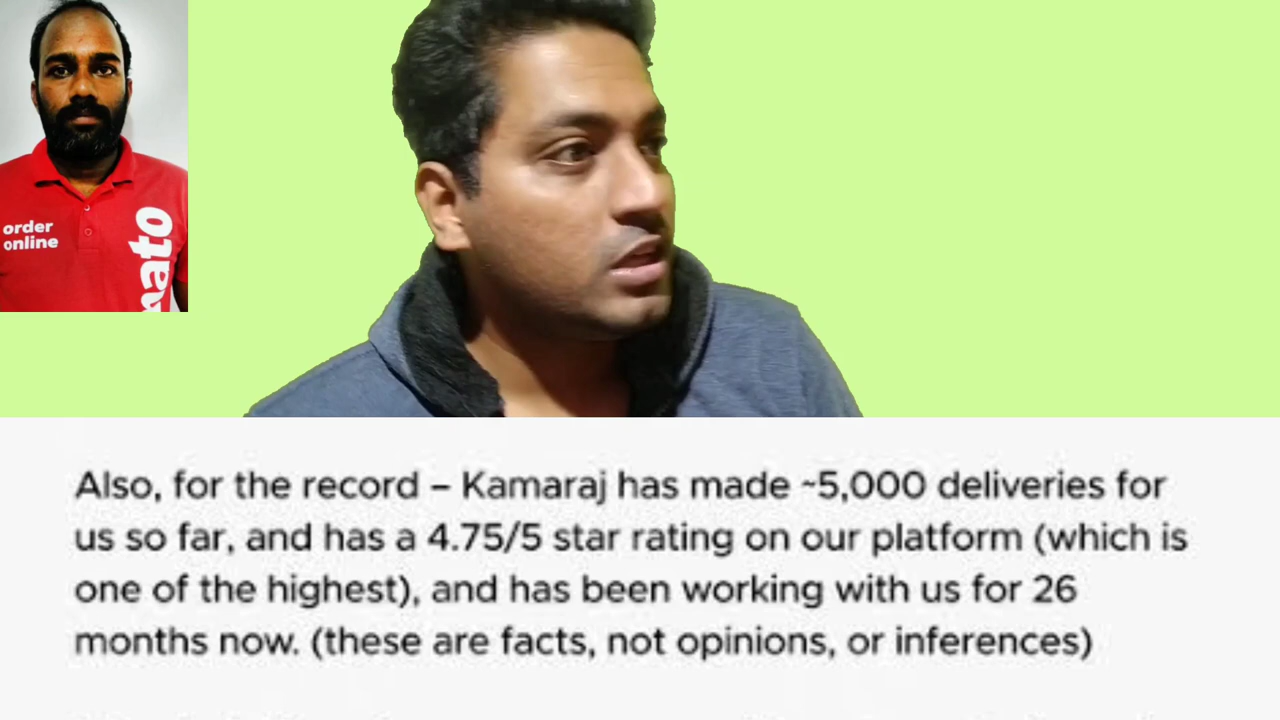 order
online
mato
Also, for the record – Kamaraj has made ~5,000 deliveries for
us so far, and has a 4.75/5 star rating on our platform (which is
one of the highest), and has been working with us for 26
months now. (these are facts, not opinions, or inferences)